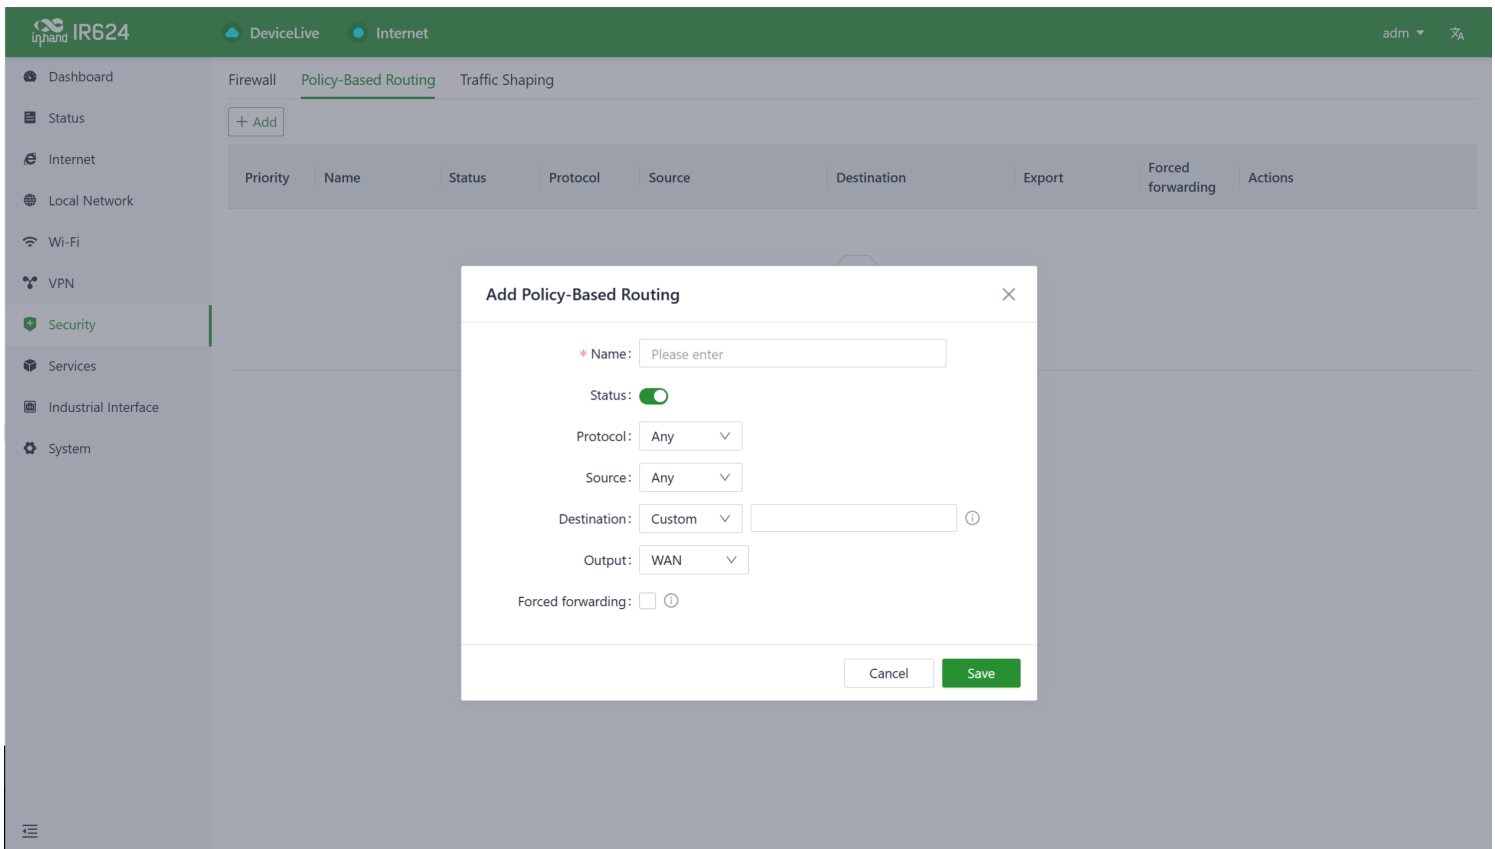 inhand IR624 DeviceLive Internet adm
Dashboard
Status
Internet
Local Network
Wi-Fi
VPN
Security
Services
Industrial Interface
System
Firewall Policy-Based Routing Traffic Shaping
+ Add
Priority Name Status Protocol Source Destination Export Forced forwarding Actions
Add Policy-Based Routing
* Name: Please enter
Status:
Protocol: Any
Source: Any
Destination: Custom
Output: WAN
Forced forwarding:
Cancel Save